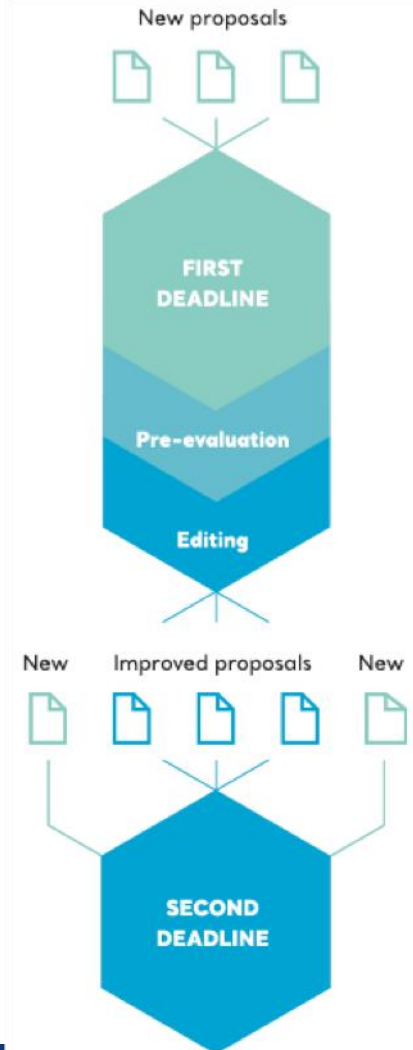 New proposals
FIRST
DEADLINE
Pre-evaluation
Editing
New Improved proposals New
SECOND
DEADLINE